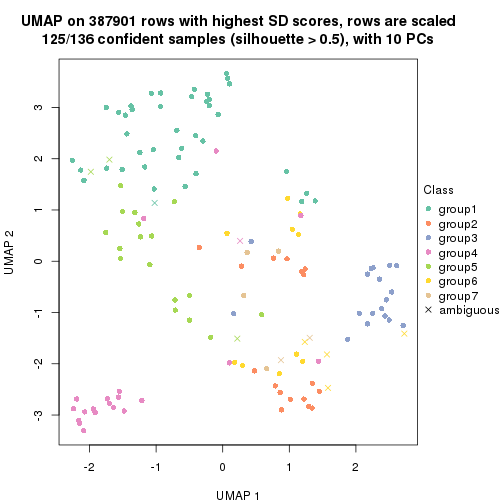 UMAP on 387901 rows with highest SD scores, rows are scaled
125/136 confident samples (silhouette > 0.5), with 10 PCs
3
2
1
0
-1
-2
-3
UMAP 2
-2
-1
0
1
2
UMAP 1
Class
group1
group2
group3
group4
group5
group6
group7
ambiguous